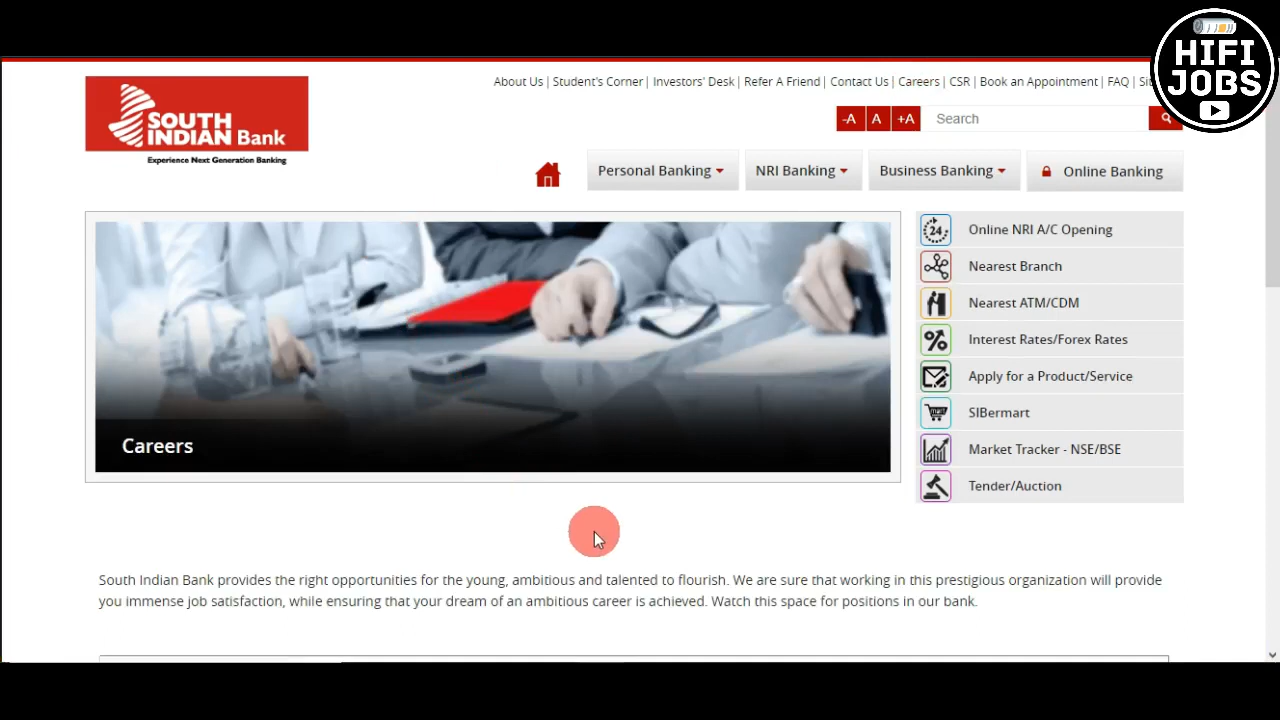 HIFI
JOBS
About Us | Student's Corner | Investors' Desk | Refer A Friend | Contact Us | Careers | CSR | Book an Appointment | FAQ |
SOUTH
INDIAN Bank
Experience Next Generation Banking
-A A +A Search
Personal Banking NRI Banking Business Banking Online Banking
Careers
24
Online NRI A/C Opening
Nearest Branch
Nearest ATM/CDM
Interest Rates/Forex Rates
Apply for a Product/Service
SIBermart
Market Tracker - NSE/BSE
Tender/Auction
South Indian Bank provides the right opportunities for the young, ambitious and talented to flourish. We are sure that working in this prestigious organization will provide
you immense job satisfaction, while ensuring that your dream of an ambitious career is achieved. Watch this space for positions in our bank.